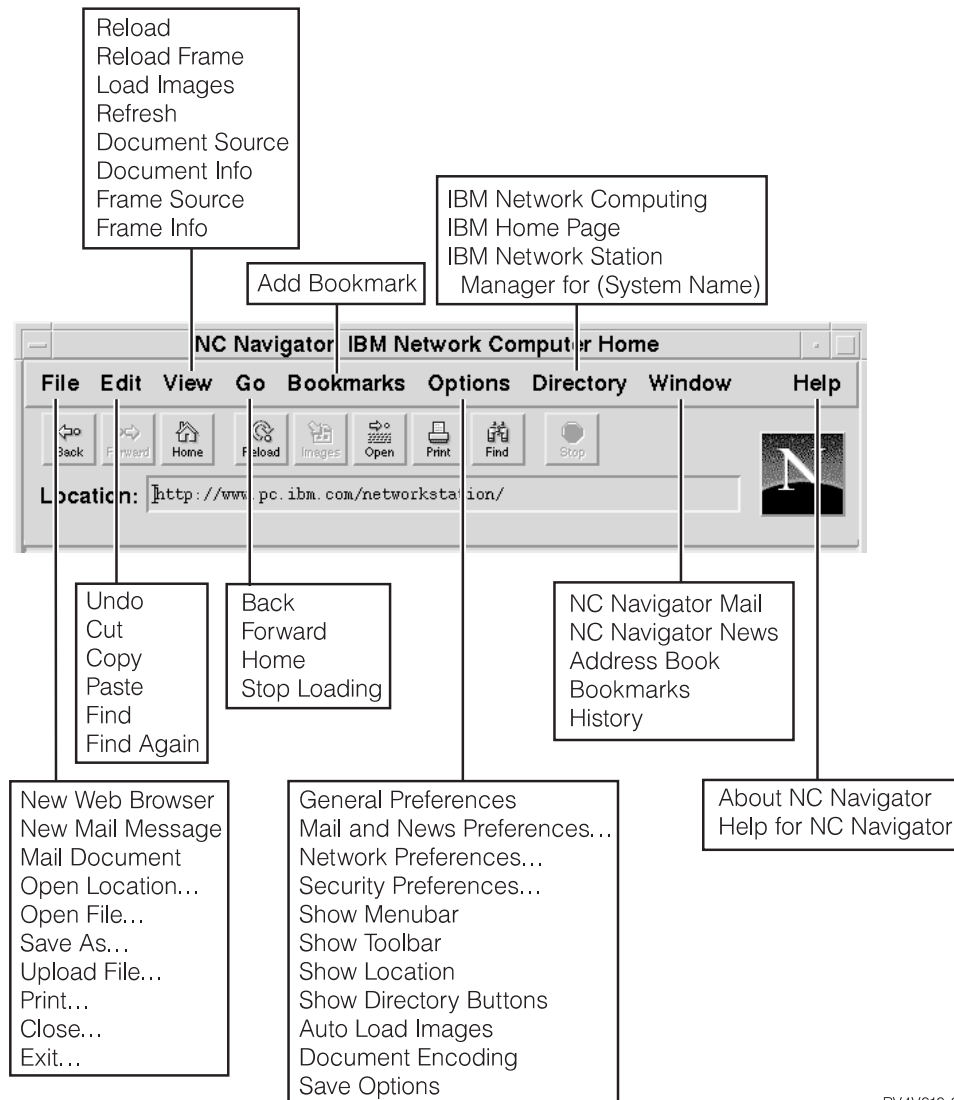 Reload
Reload Frame
Load Images
Refresh
Document Source
Document Info
Frame Source
Frame Info
IBM Network Computing
IBM Home Page
IBM Network Station
Manager for (System Name)
Add Bookmark
NC Navigator IBM Network Computer Home
File Edit View Go Bookmarks Options Directory Window Help
Back Forward Home Reload Images Open Print Find Stop
N
Location: http://www.pc.ibm.com/networkstation/
Undo
Cut
Copy
Paste
Find
Find Again
Back
Forward
Home
Stop Loading
NC Navigator Mail
NC Navigator News
Address Book
Bookmarks
History
New Web Browser
New Mail Message
Mail Document
Open Location...
Open File...
Save As...
Upload File...
Print...
Close...
Exit...
General Preferences
Mail and News Preferences...
Network Preferences...
Security Preferences...
Show Menubar
Show Toolbar
Show Location
Show Directory Buttons
Auto Load Images
Document Encoding
Save Options
About NC Navigator
Help for NC Navigator